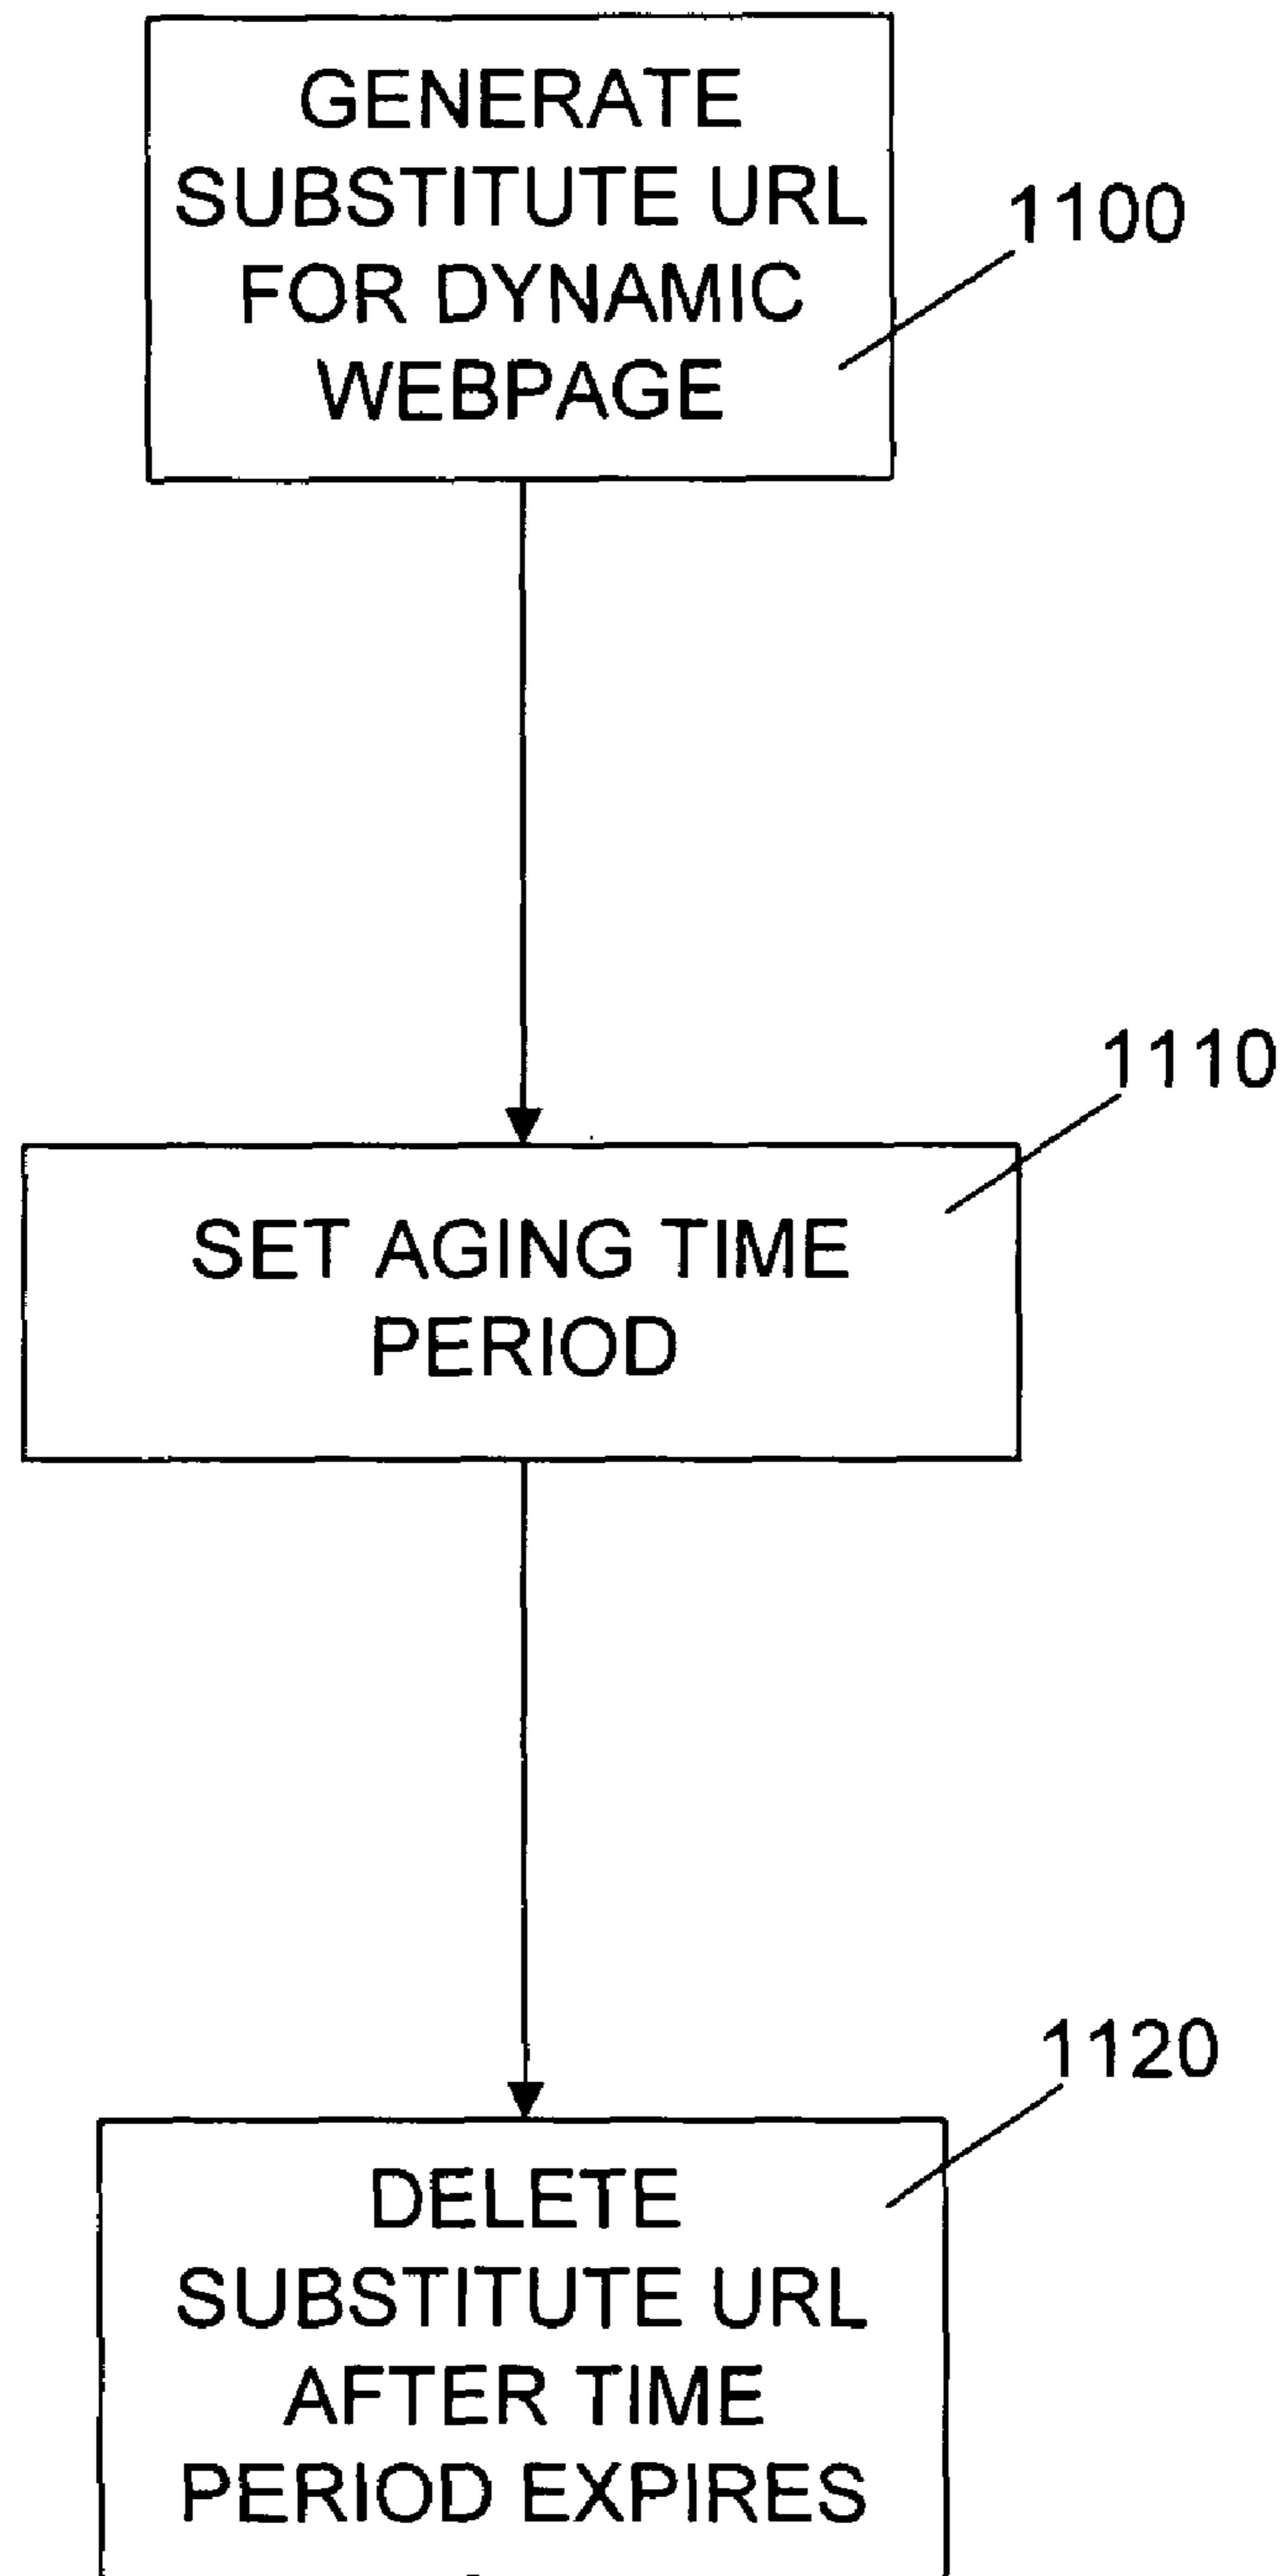 GENERATE
SUBSTITUTE URL
FOR DYNAMIC
WEBPAGE
1100
1110
SET AGING TIME
PERIOD
1120
DELETE
SUBSTITUTE URL
AFTER TIME
PERIOD EXPIRES